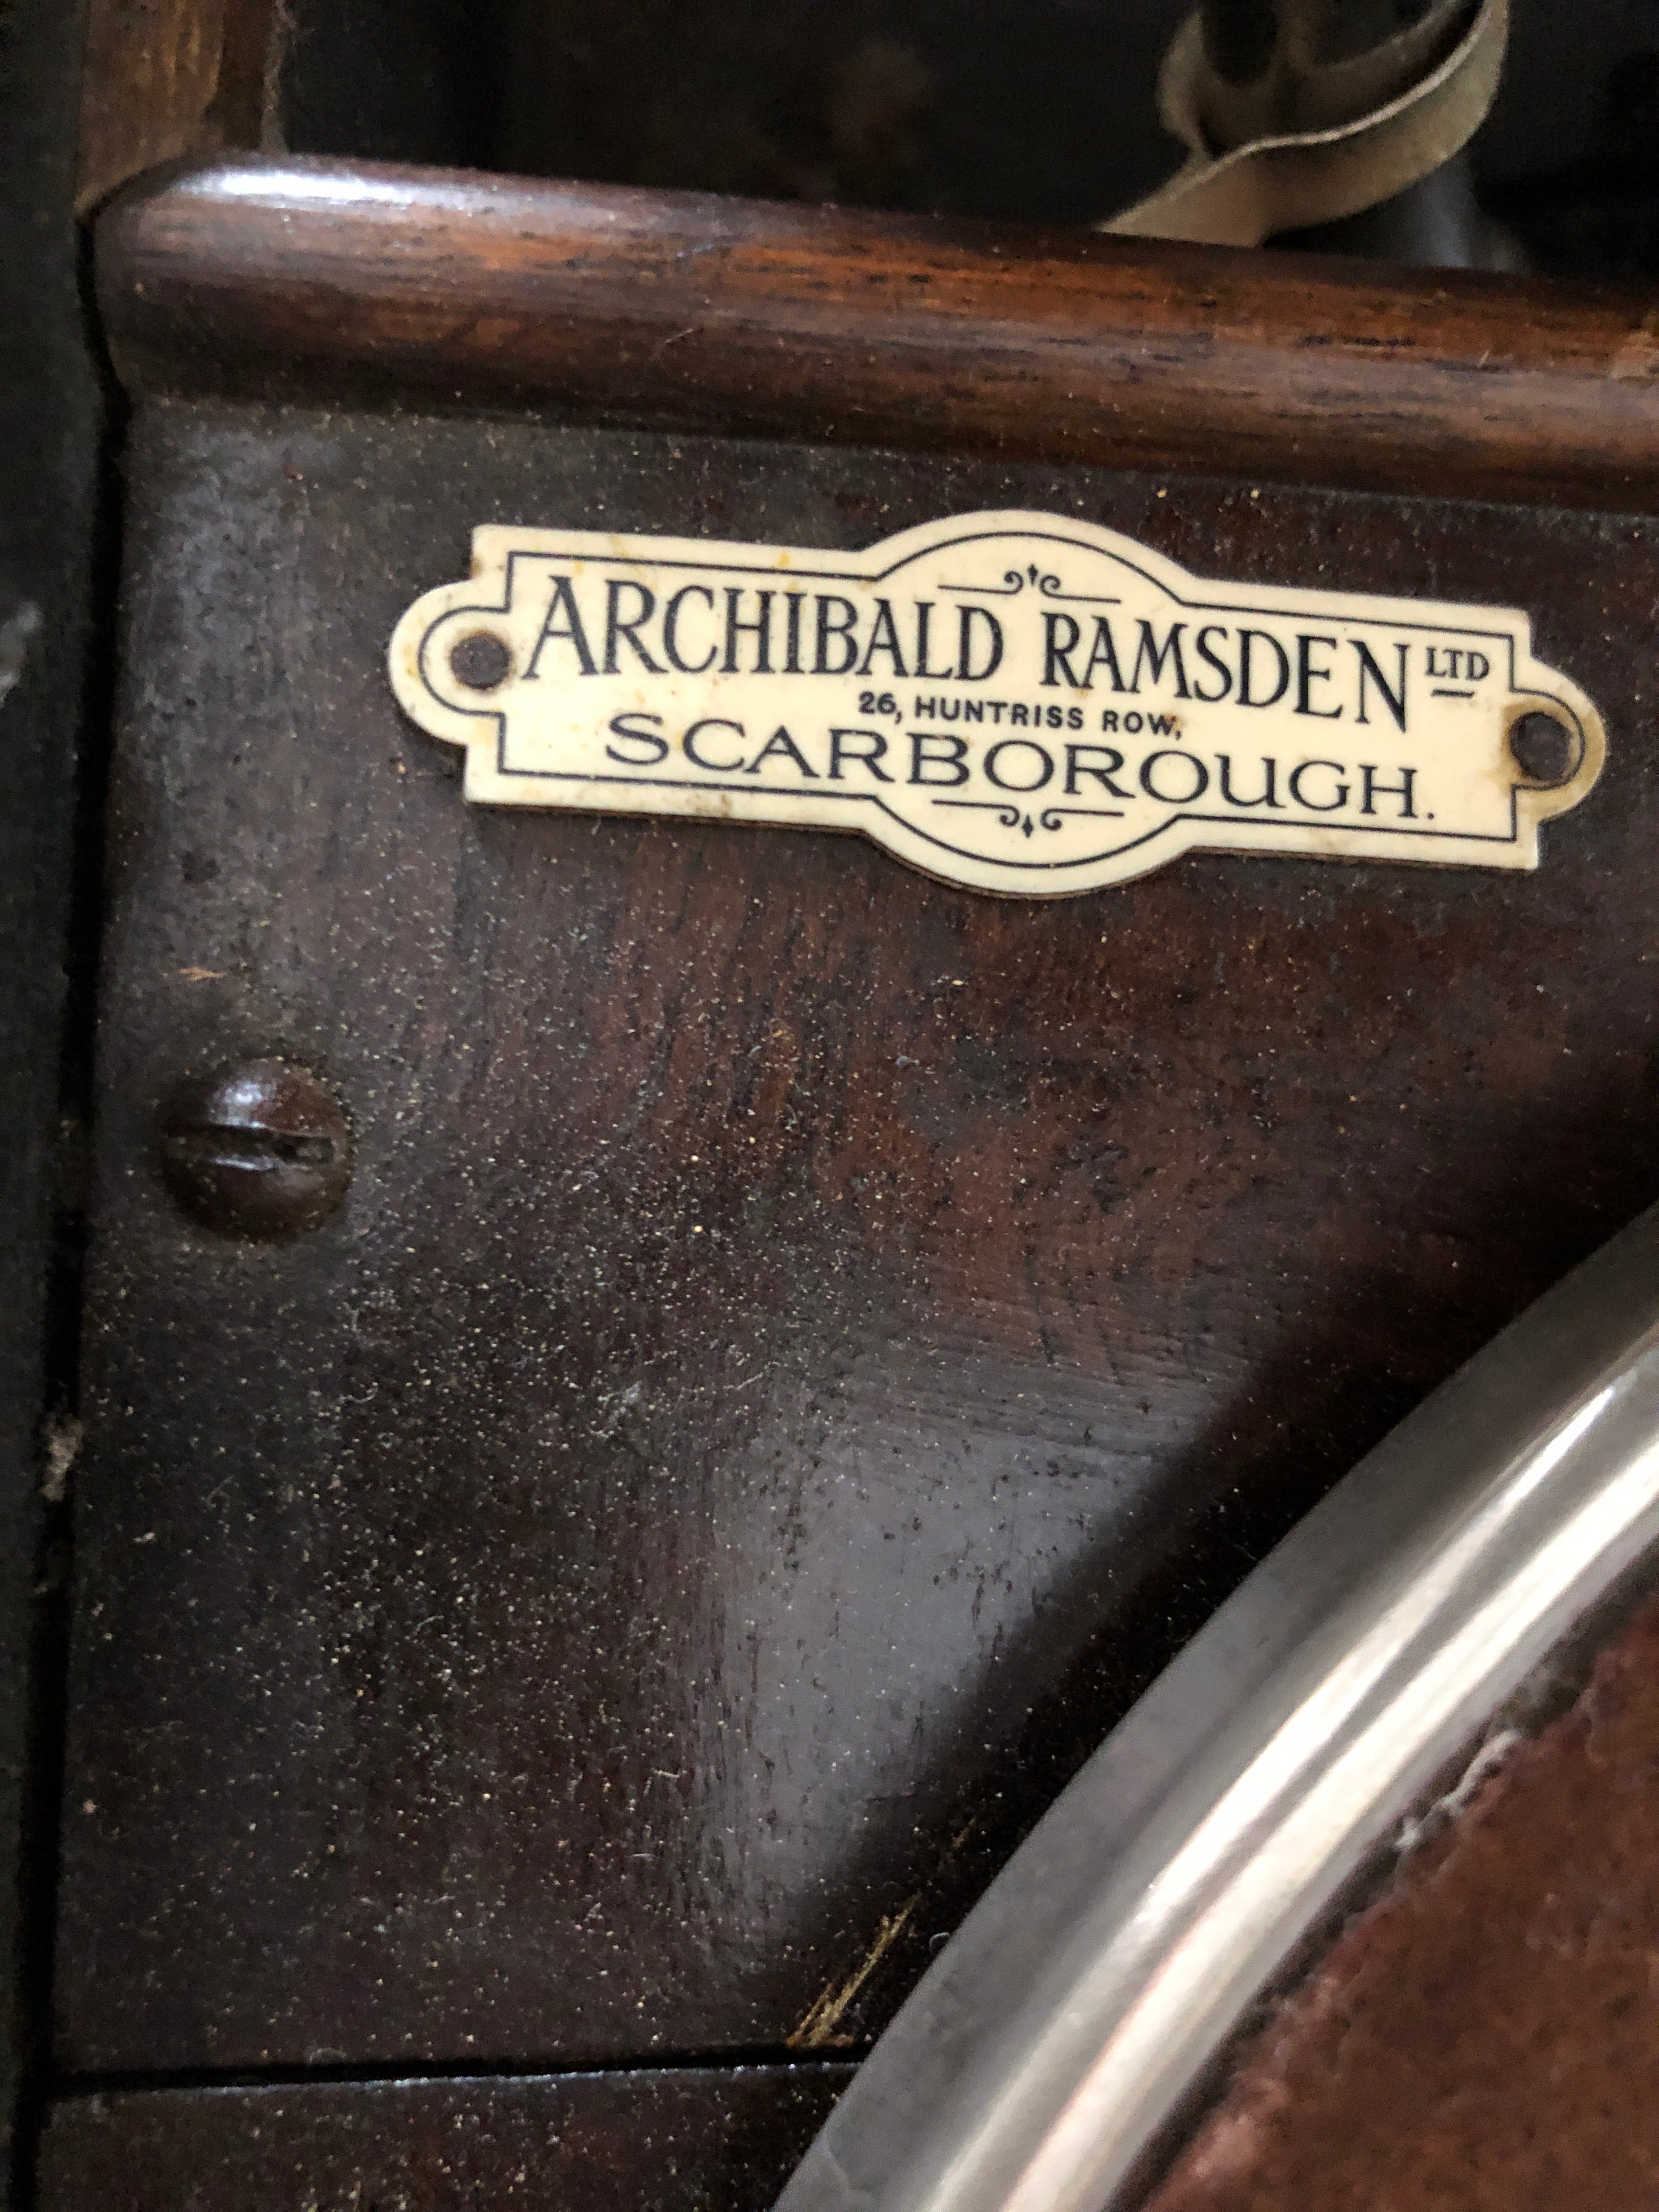 ARCHIBALD RAMSDEN LTD
26, HUNTRISS ROW,
SCARBOROUGH.